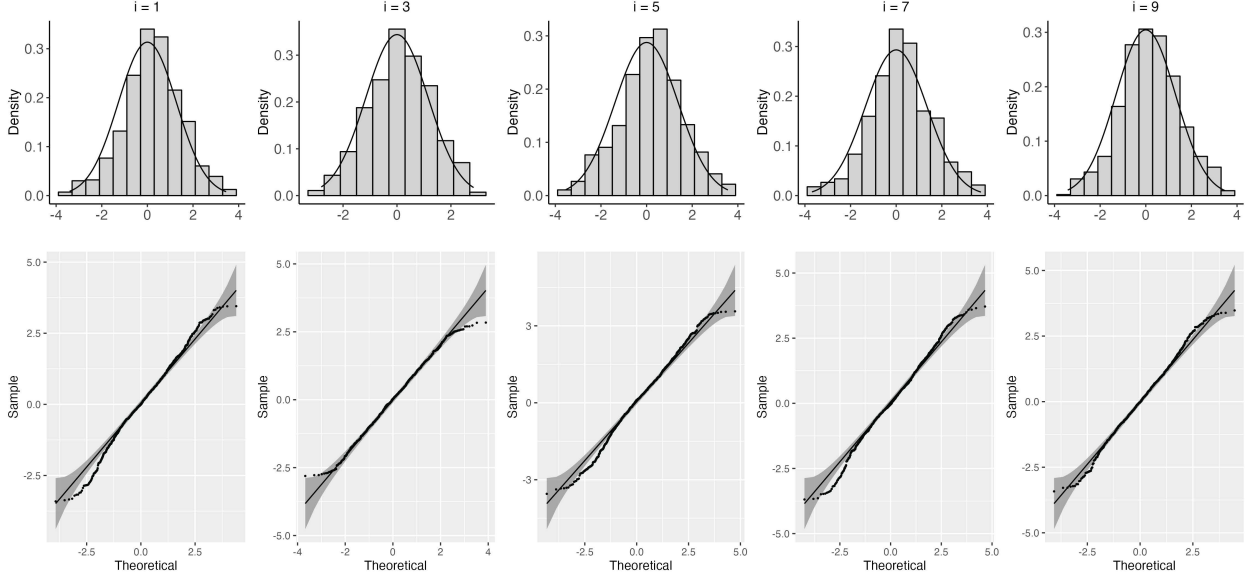 i = 1
i = 3
i = 5
i = 7
i = 9
Density
0.3
0.2
0.1
0.0
-4 -2 0 2 4
Density
0.3
0.2
0.1
0.0
-2 0 2
Density
0.3
0.2
0.1
0.0
-4 -2 0 2 4
Density
0.3
0.2
0.1
0.0
-4 -2 0 2 4
Density
0.3
0.2
0.1
0.0
-4 -2 0 2 4
Sample
5.0
2.5
0.0
-2.5
-2.5 0.0 2.5
Theoretical
Sample
5.0
2.5
0.0
-2.5
-5.0
-4 -2 0 2 4
Theoretical
Sample
3
0
-3
-2.5 0.0 2.5 5.0
Theoretical
Sample
5.0
2.5
0.0
-2.5
-5.0
-2.5 0.0 2.5 5.0
Theoretical
Sample
5.0
2.5
0.0
-2.5
-5.0
-2.5 0.0 2.5
Theoretical